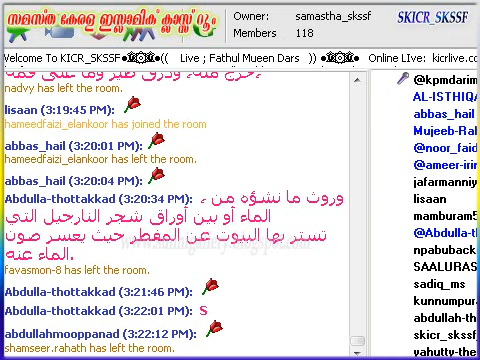 സമസ്ത കേരള ഇസ്ലാമിക് ക്ലാസ്സ് റൂം
Owner: samastha_skssf
Members 118
SKICR_SKSSF
Welcome To KICR_SKSSF
Live ; Fathul Mueen Dars
Online LIve: kicrlive.c
nadvy has left the room.
lisaan (3:19:45 PM):
hameedfaizi_elankoor has joined the room
abbas_hail (3:20:01 PM):
hameedfaizi_elankoor has left the room.
abbas_hail (3:20:04 PM):
Abdulla-thottakkad (3:20:34 PM): وروث ما نشؤه من
الماء أو بين أوراق شجر النارجيل التي
تستر بها البيوت عن المفطر حيث يعسر صون
الماء عنه.
favasmon-8 has left the room.
Abdulla-thottakkad (3:21:46 PM):
Abdulla-thottakkad (3:22:01 PM): S
abdullahmooppanad (3:22:12 PM):
shamseer.rahath has left the room.
@kpmdarim
AL-ISTHIQA
abbas_hail
Mujeeb-Ral
@noor_faid
@ameer-irir
jafarmanniy
lisaan
mamburam5
@Abdulla-th
npabuback
SAALURAS
sadiq_ms
kunnumpura
abdullah-th
skicr_skssf
yahutty-the